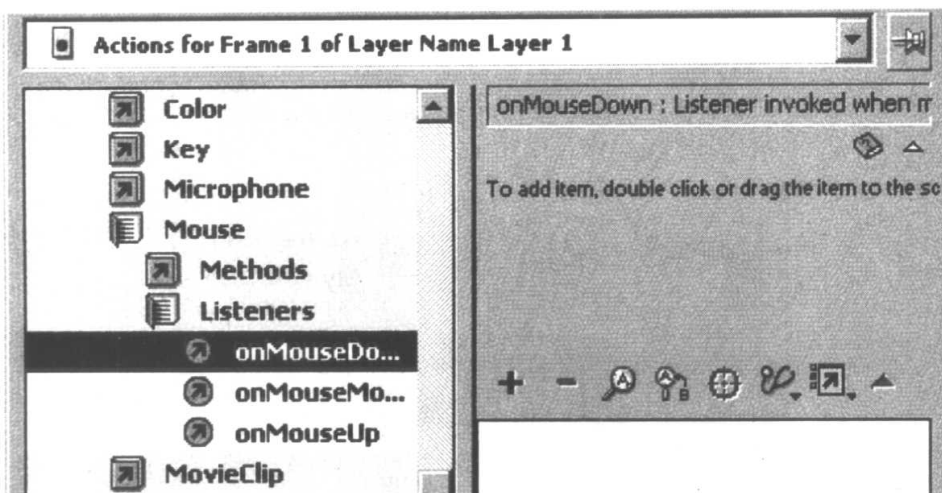 Actions for Frame 1 of Layer Name Layer 1
Color
Key
Microphone
Mouse
Methods
Listeners
onMouseDo...
onMouseMo...
onMouseUp
MovieClip
onMouseDown : Listener invoked when m
To add item, double click or drag the item to the sc